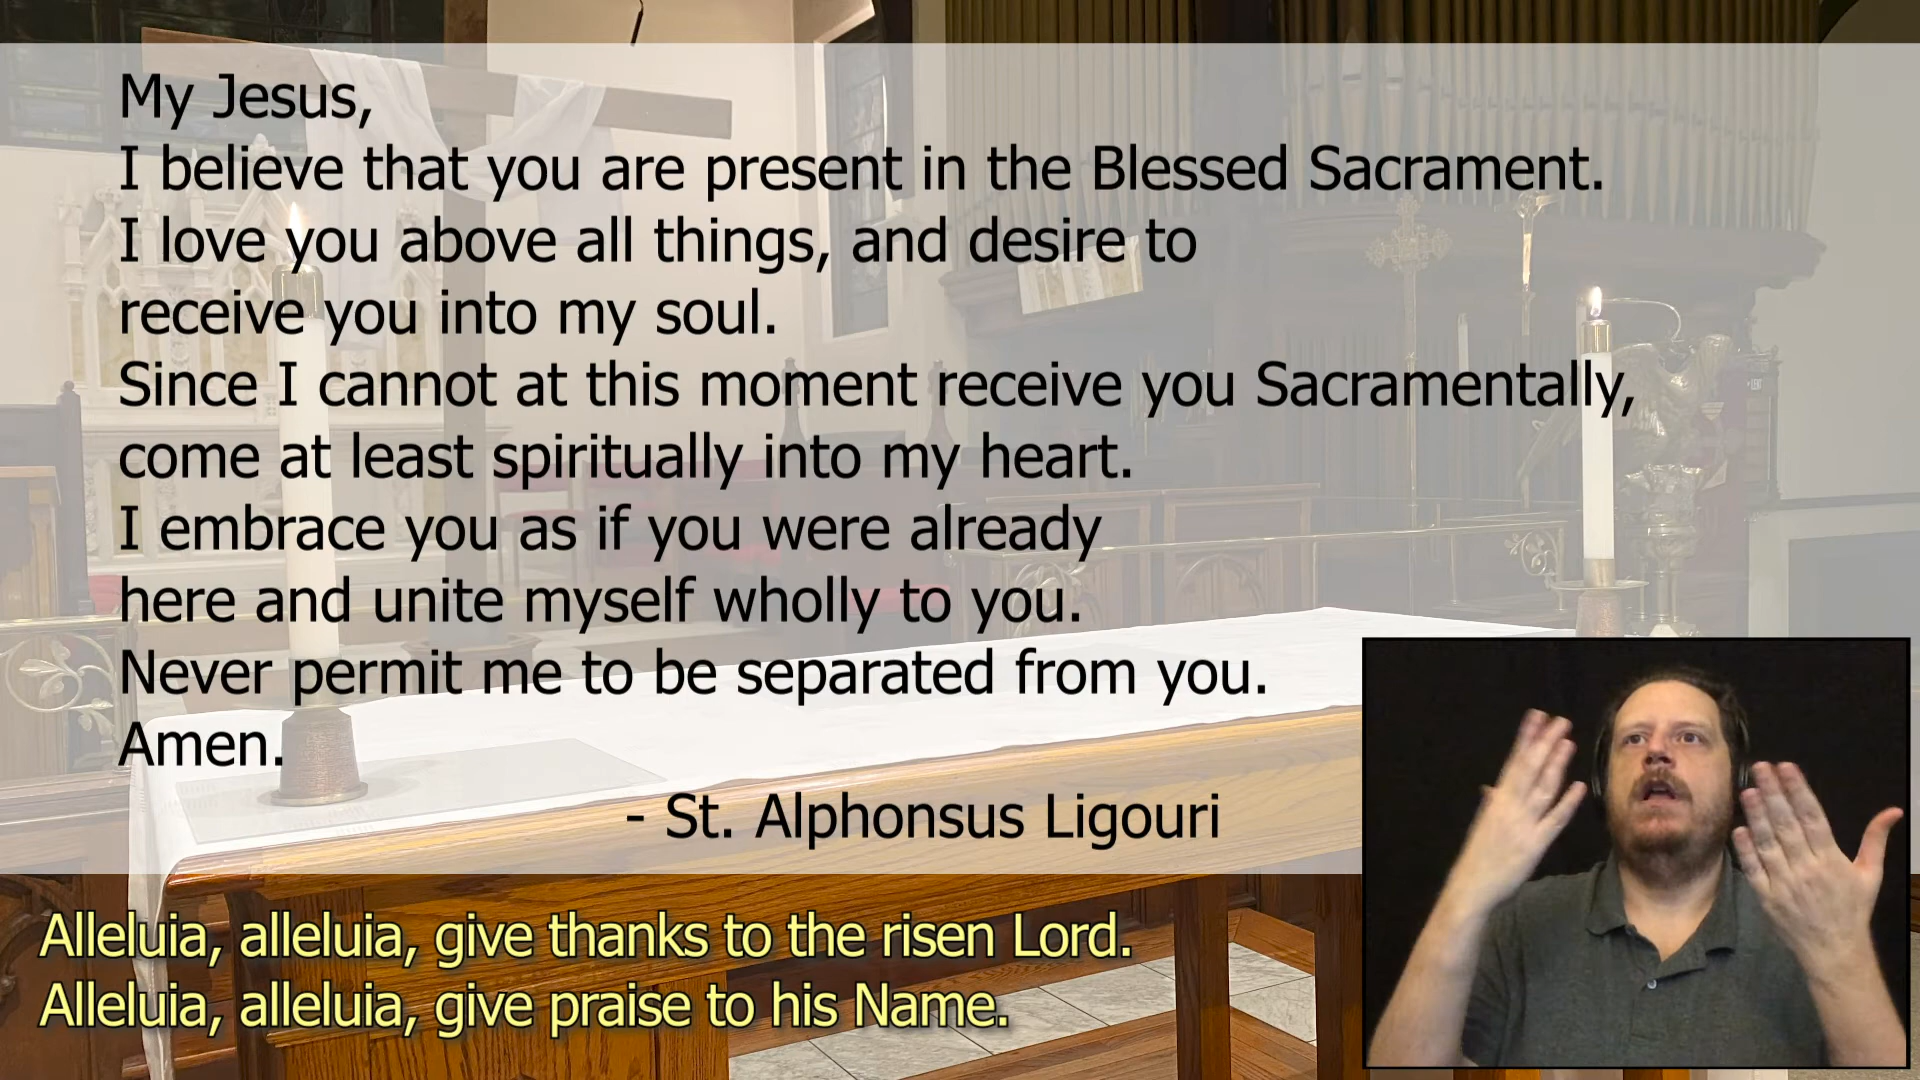 My Jesus,
I believe that you are present in the Blessed Sacrament.
I love you above all things, and desire to
receive you into my soul.
Since I cannot at this moment receive you Sacramentally,
come at least spiritually into my heart.
I embrace you as if you were already
here and unite myself wholly to you.
Never permit me to be separated from you.
Amen.
- St. Alphonsus Ligouri
Alleluia, alleluia, give thanks to the risen Lord.
Alleluia, alleluia, give praise to his Name.